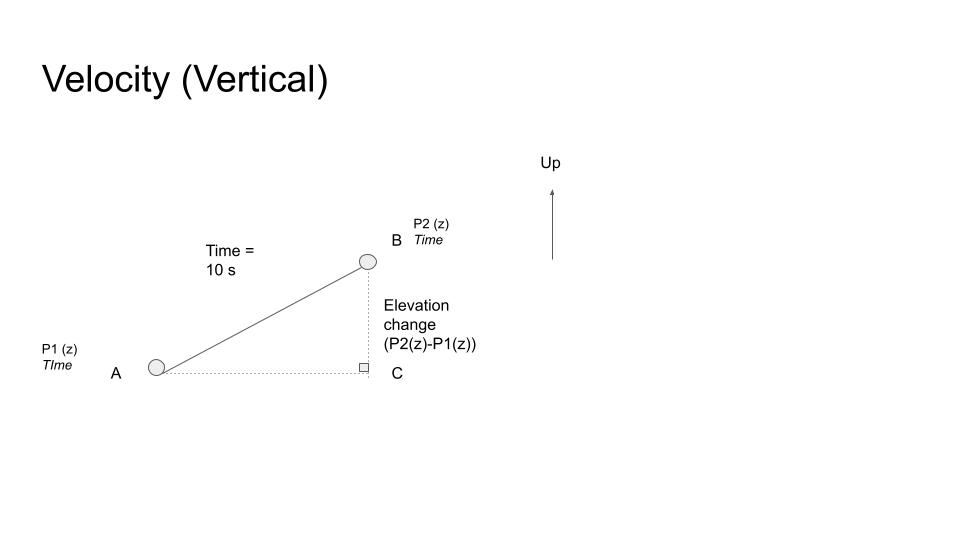 Velocity (Vertical)
Up
P2 (z)
B
Time
Time =
10 s
Elevation
change
(P2(z)-P1(z))
P1 (z)
TIme
A
C